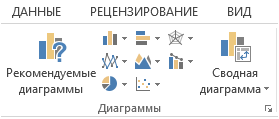 ДАННЫЕ РЕЦЕНЗИРОВАНИЕ ВИД
Рекомендуемые
диаграммы
Сводная
диаграмма
Диаграммы